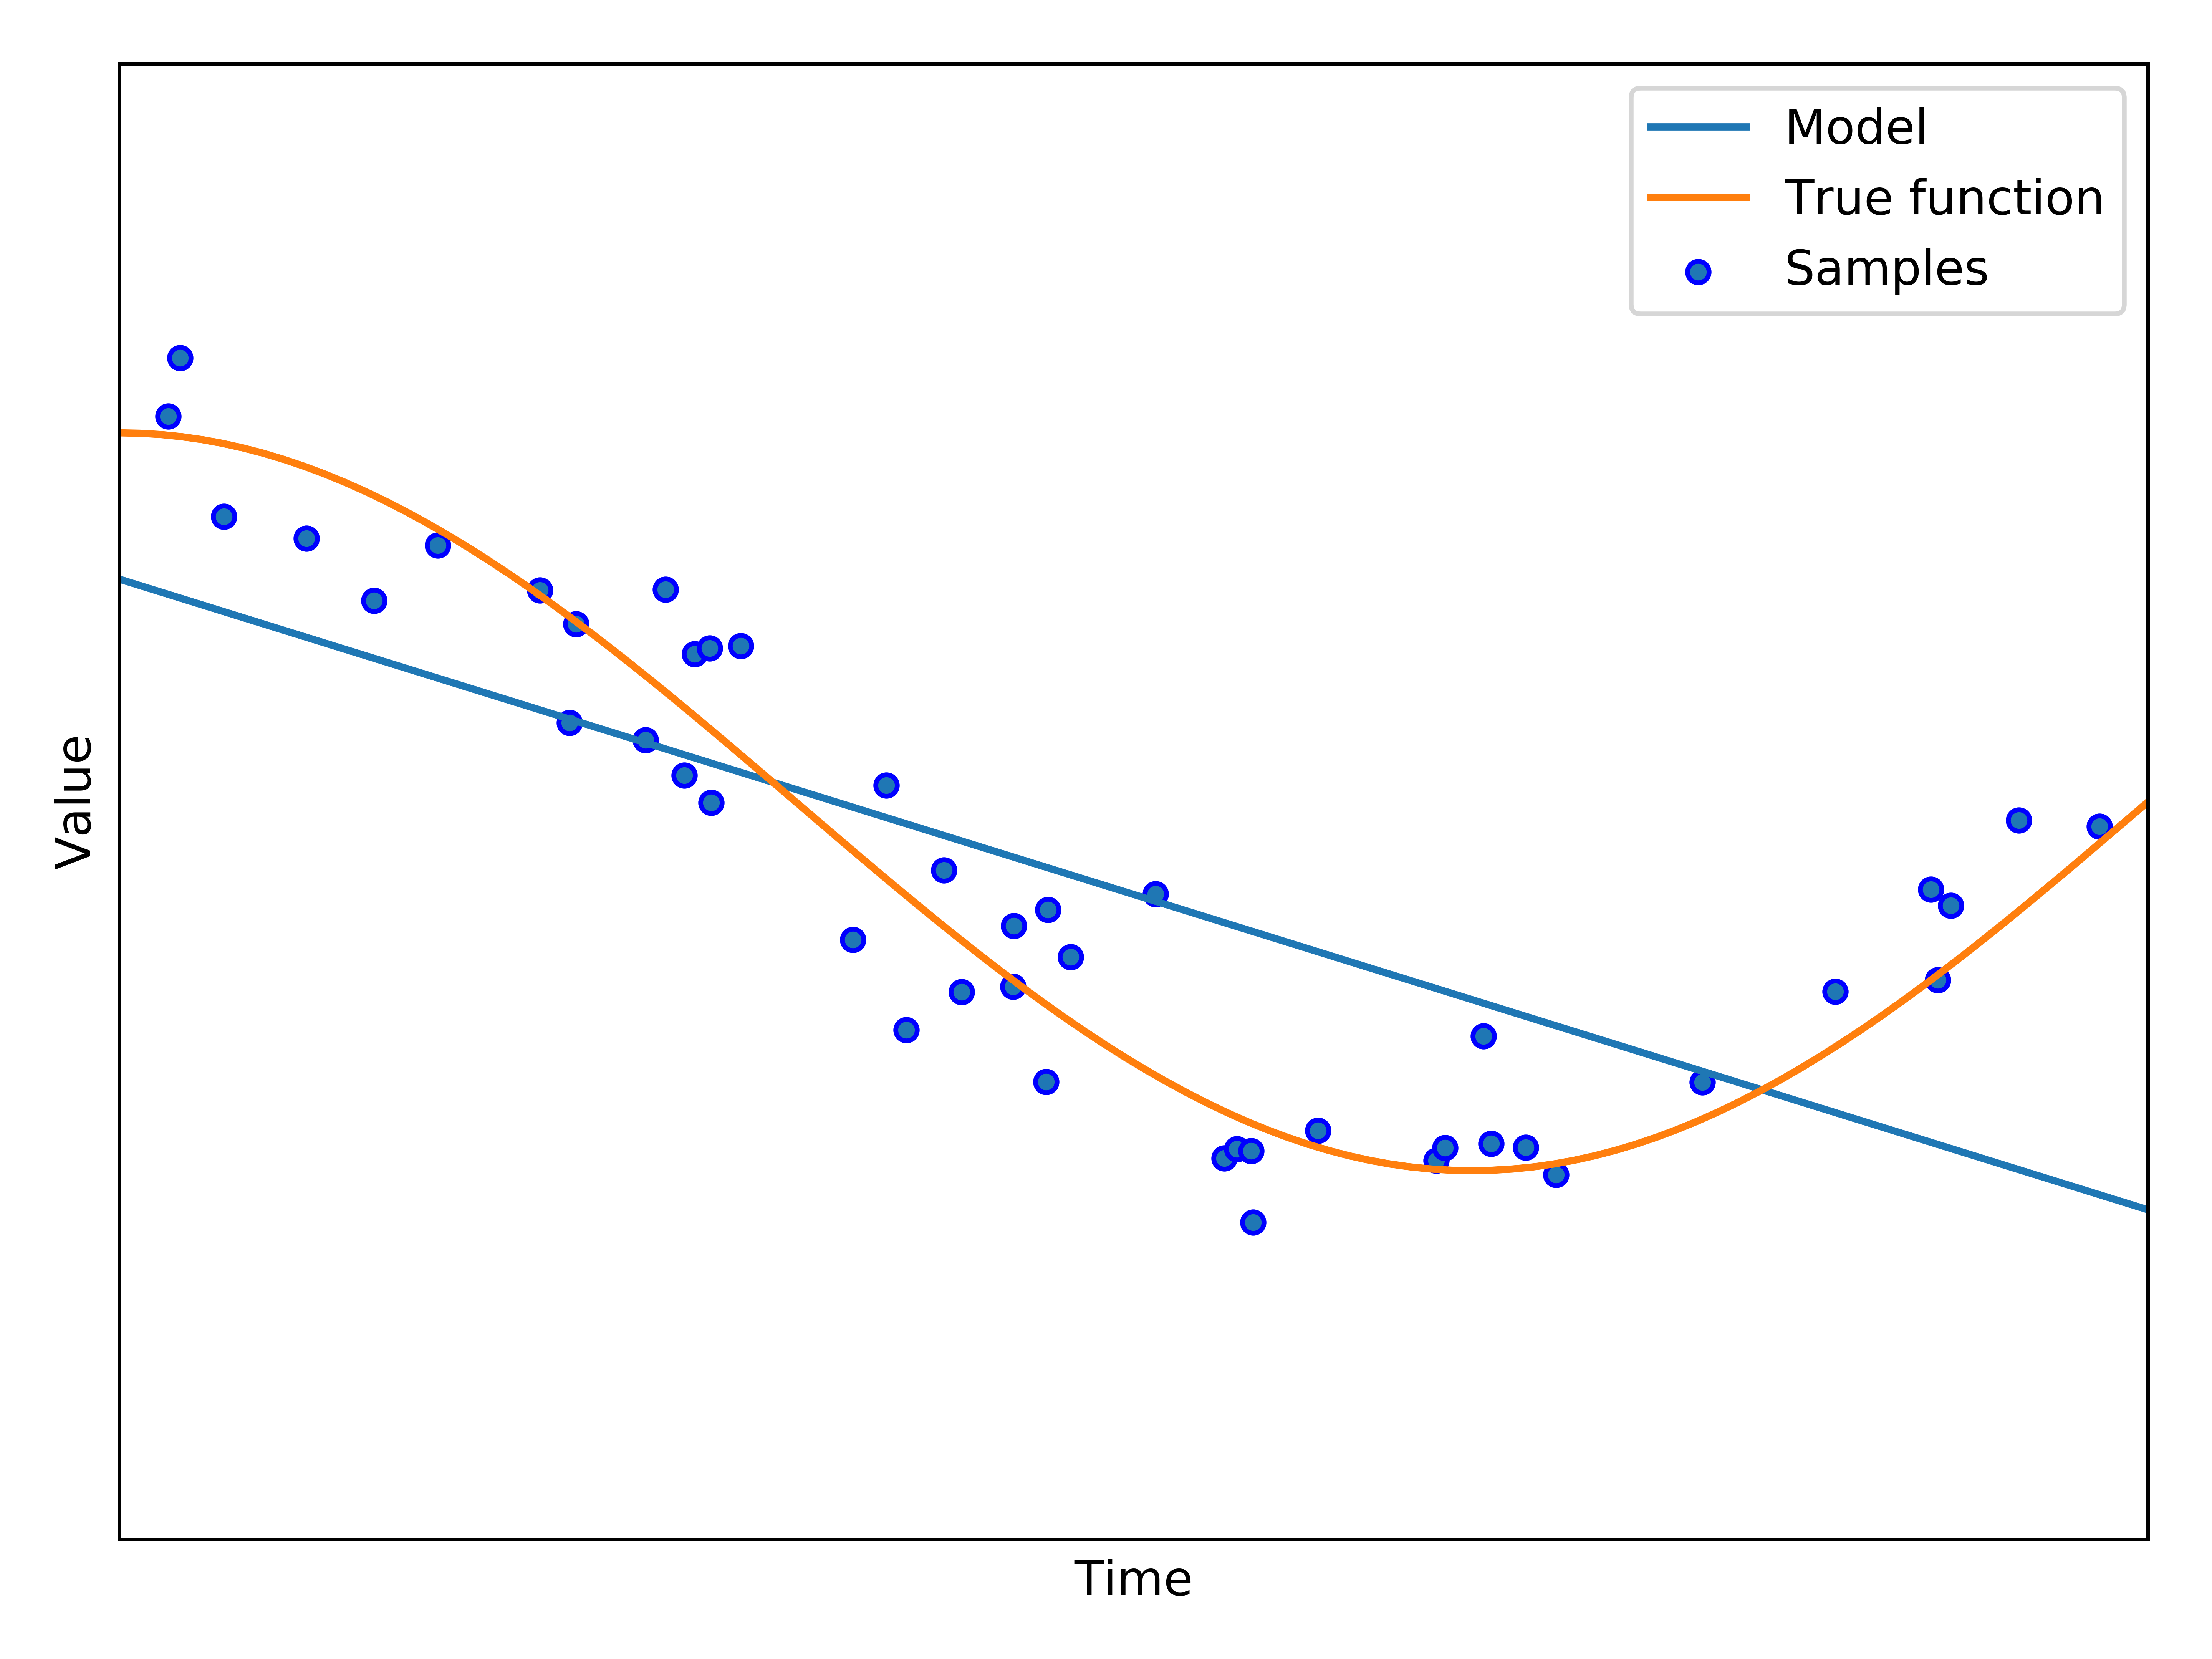 Model
True function
Samples
Value
Time